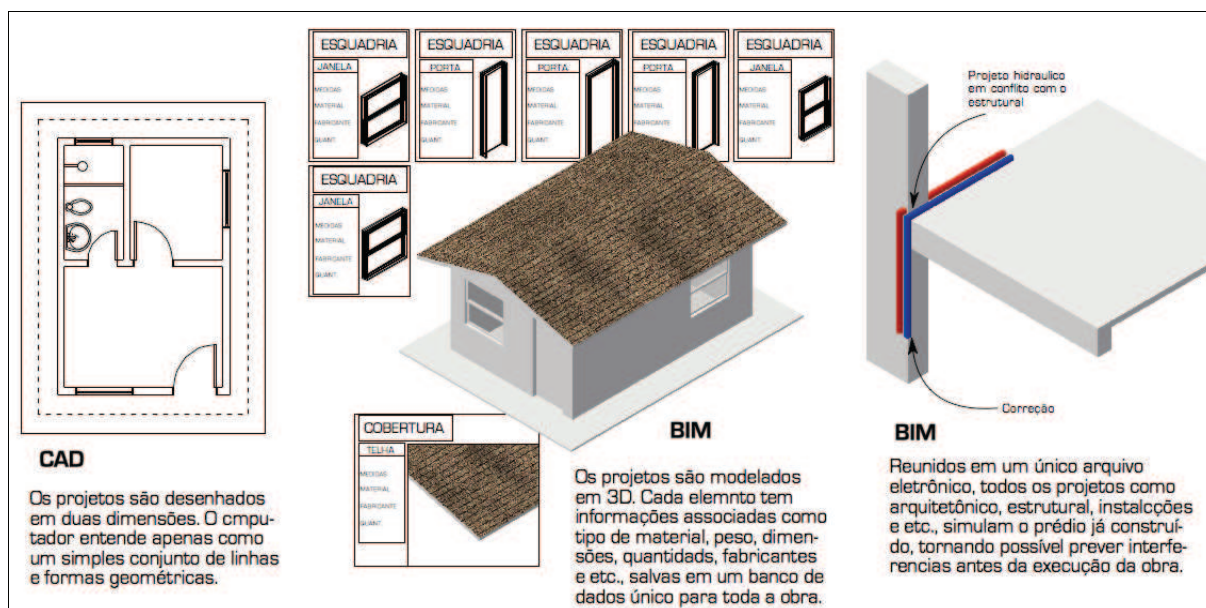 ESQUADRIA
JANELA
MEDIDAS
MATERIAL
FABRICANTE
QUANT.
ESQUADRIA
PORTA
MEDIDAS
MATERIAL
FABRICANTE
QUANT.
ESQUADRIA
PORTA
MEDIDAS
MATERIAL
FABRICANTE
QUANT.
ESQUADRIA
PORTA
MEDIDAS
MATERIAL
FABRICANTE
QUANT.
ESQUADRIA
JANELA
MEDIDAS
MATERIAL
FABRICANTE
QUANT.
ESQUADRIA
JANELA
MEDIDAS
MATERIAL
FABRICANTE
QUANT.
CAD
Os projetos são desenhados
em duas dimensões. O cmpu-
tador entende apenas como
um simples conjunto de linhas
e formas geométricas.
COBERTURA
TELHA
MEDIDAS
MATERIAL
FABRICANTE
QUANT.
BIM
Os projetos são modelados
em 3D. Cada elemnto tem
informações associadas como
tipo de material, peso, dimen-
sões, quantidads, fabricantes
e etc., salvas em um banco de
dados único para toda a obra.
Projeto hidraulico
em conflito com o
estrutural
Correção
BIM
Reunidos em um único arquivo
eletrônico, todos os projetos como
arquitetônico, estrutural, instalcções
e etc., simulam o prédio já construí-
do, tornando possível prever interfe-
rencias antes da execução da obra.